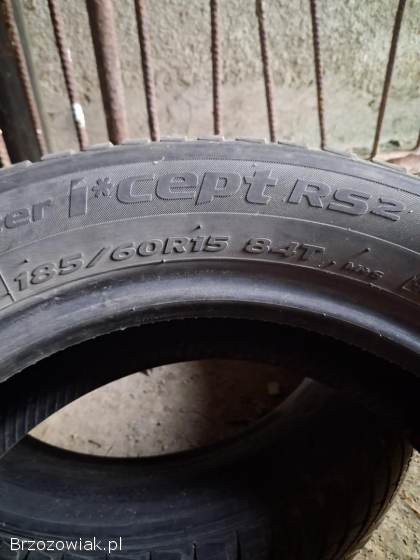 i*cept RS2
185/60R15 84T
Brzozowiak.pl